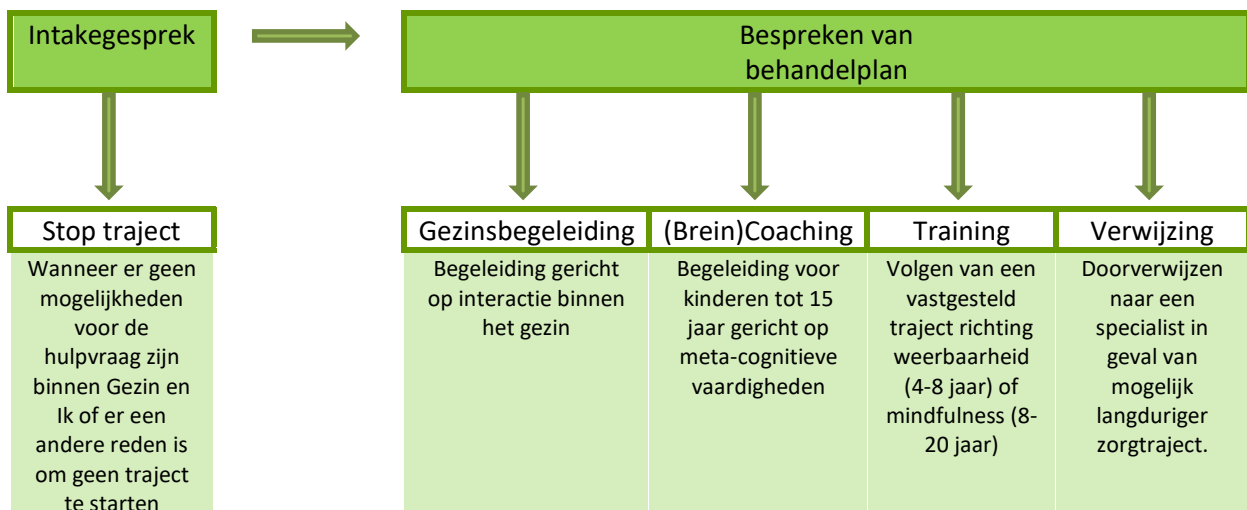 Intakegesprek
Bespreken van
behandelplan
Stop traject
Wanneer er geen
mogelijkheden
voor de
hulpvraag zijn
binnen Gezin en
Ik of er een
andere reden is
om geen traject
te starten
Gezinsbegeleiding
Begeleiding gericht
op interactie binnen
het gezin
(Brein)Coaching
Begeleiding voor
kinderen tot 15
jaar gericht op
meta-cognitieve
vaardigheden
Training
Volgen van een
vastgesteld
traject richting
weerbaarheid
(4-8 jaar) of
mindfulness (8-
20 jaar)
Verwijzing
Doorverwijzen
naar een
specialist in
geval van
mogelijk
langduriger
zorgtraject.